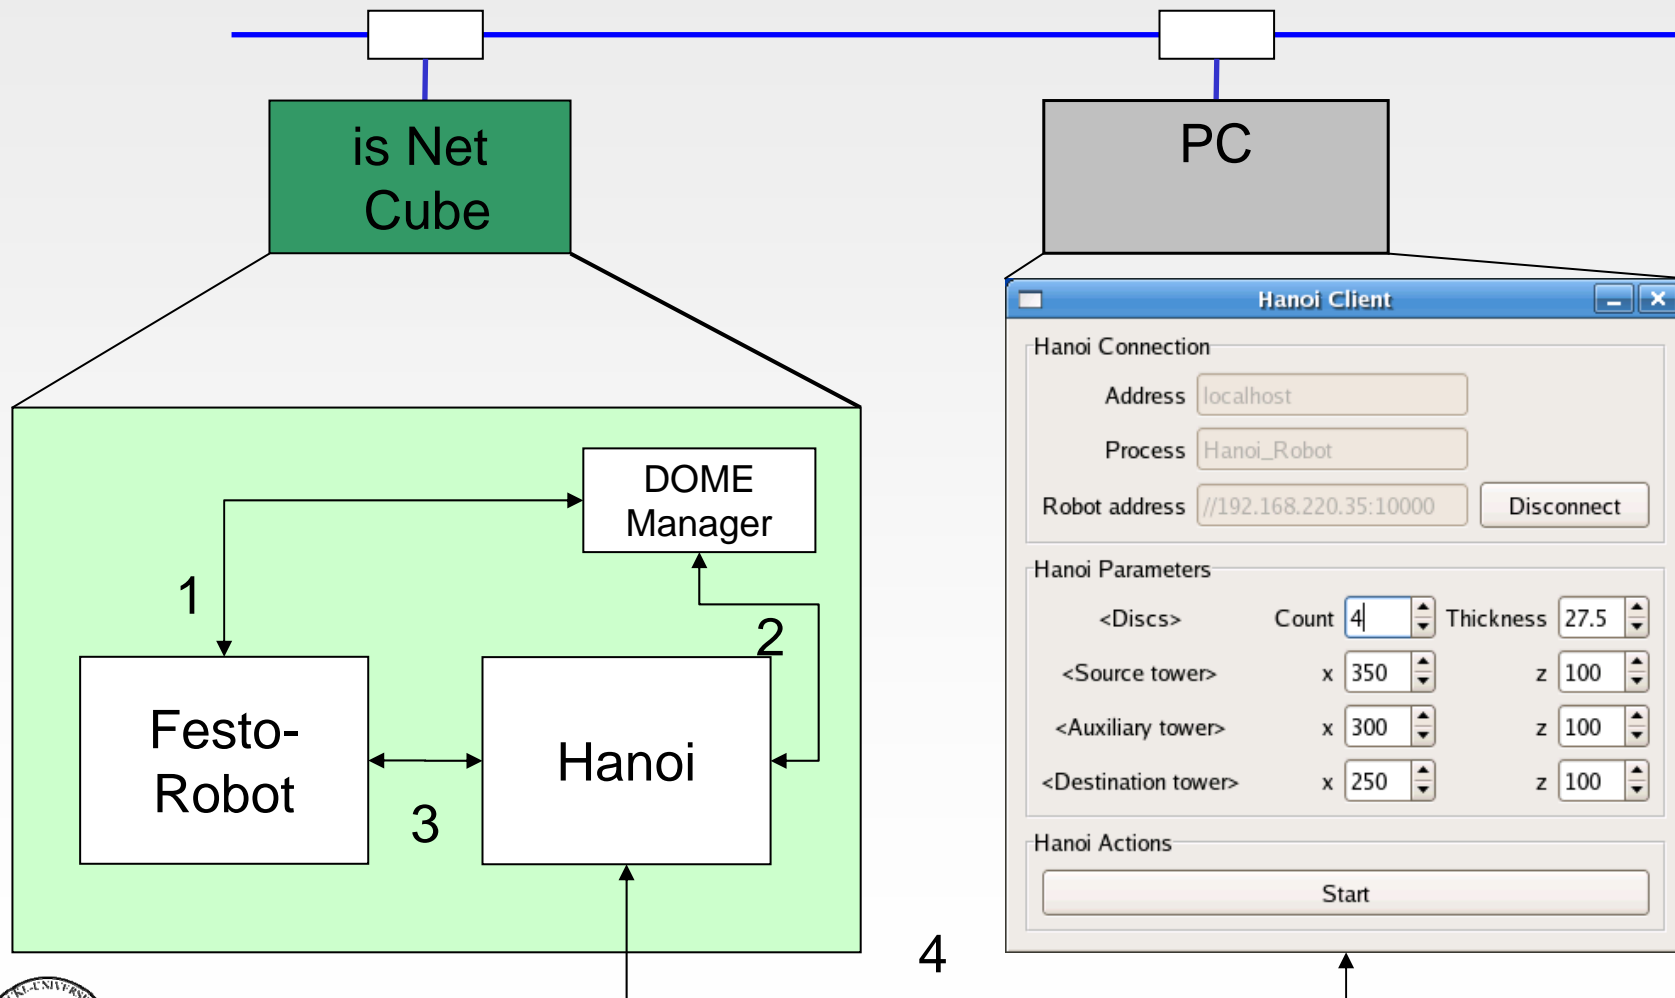 is Net
Cube
PC
DOME
Manager
1
2
Festo-
Robot
Hanoi
3
4
Hanoi Client
Hanoi Connection
Address localhost
Process Hanoi_Robot
Robot address //192.168.220.35:10000 Disconnect
Hanoi Parameters
<Discs> Count 4 Thickness 27.5
<Source tower> x 350 z 100
<Auxiliary tower> x 300 z 100
<Destination tower> x 250 z 100
Hanoi Actions
Start